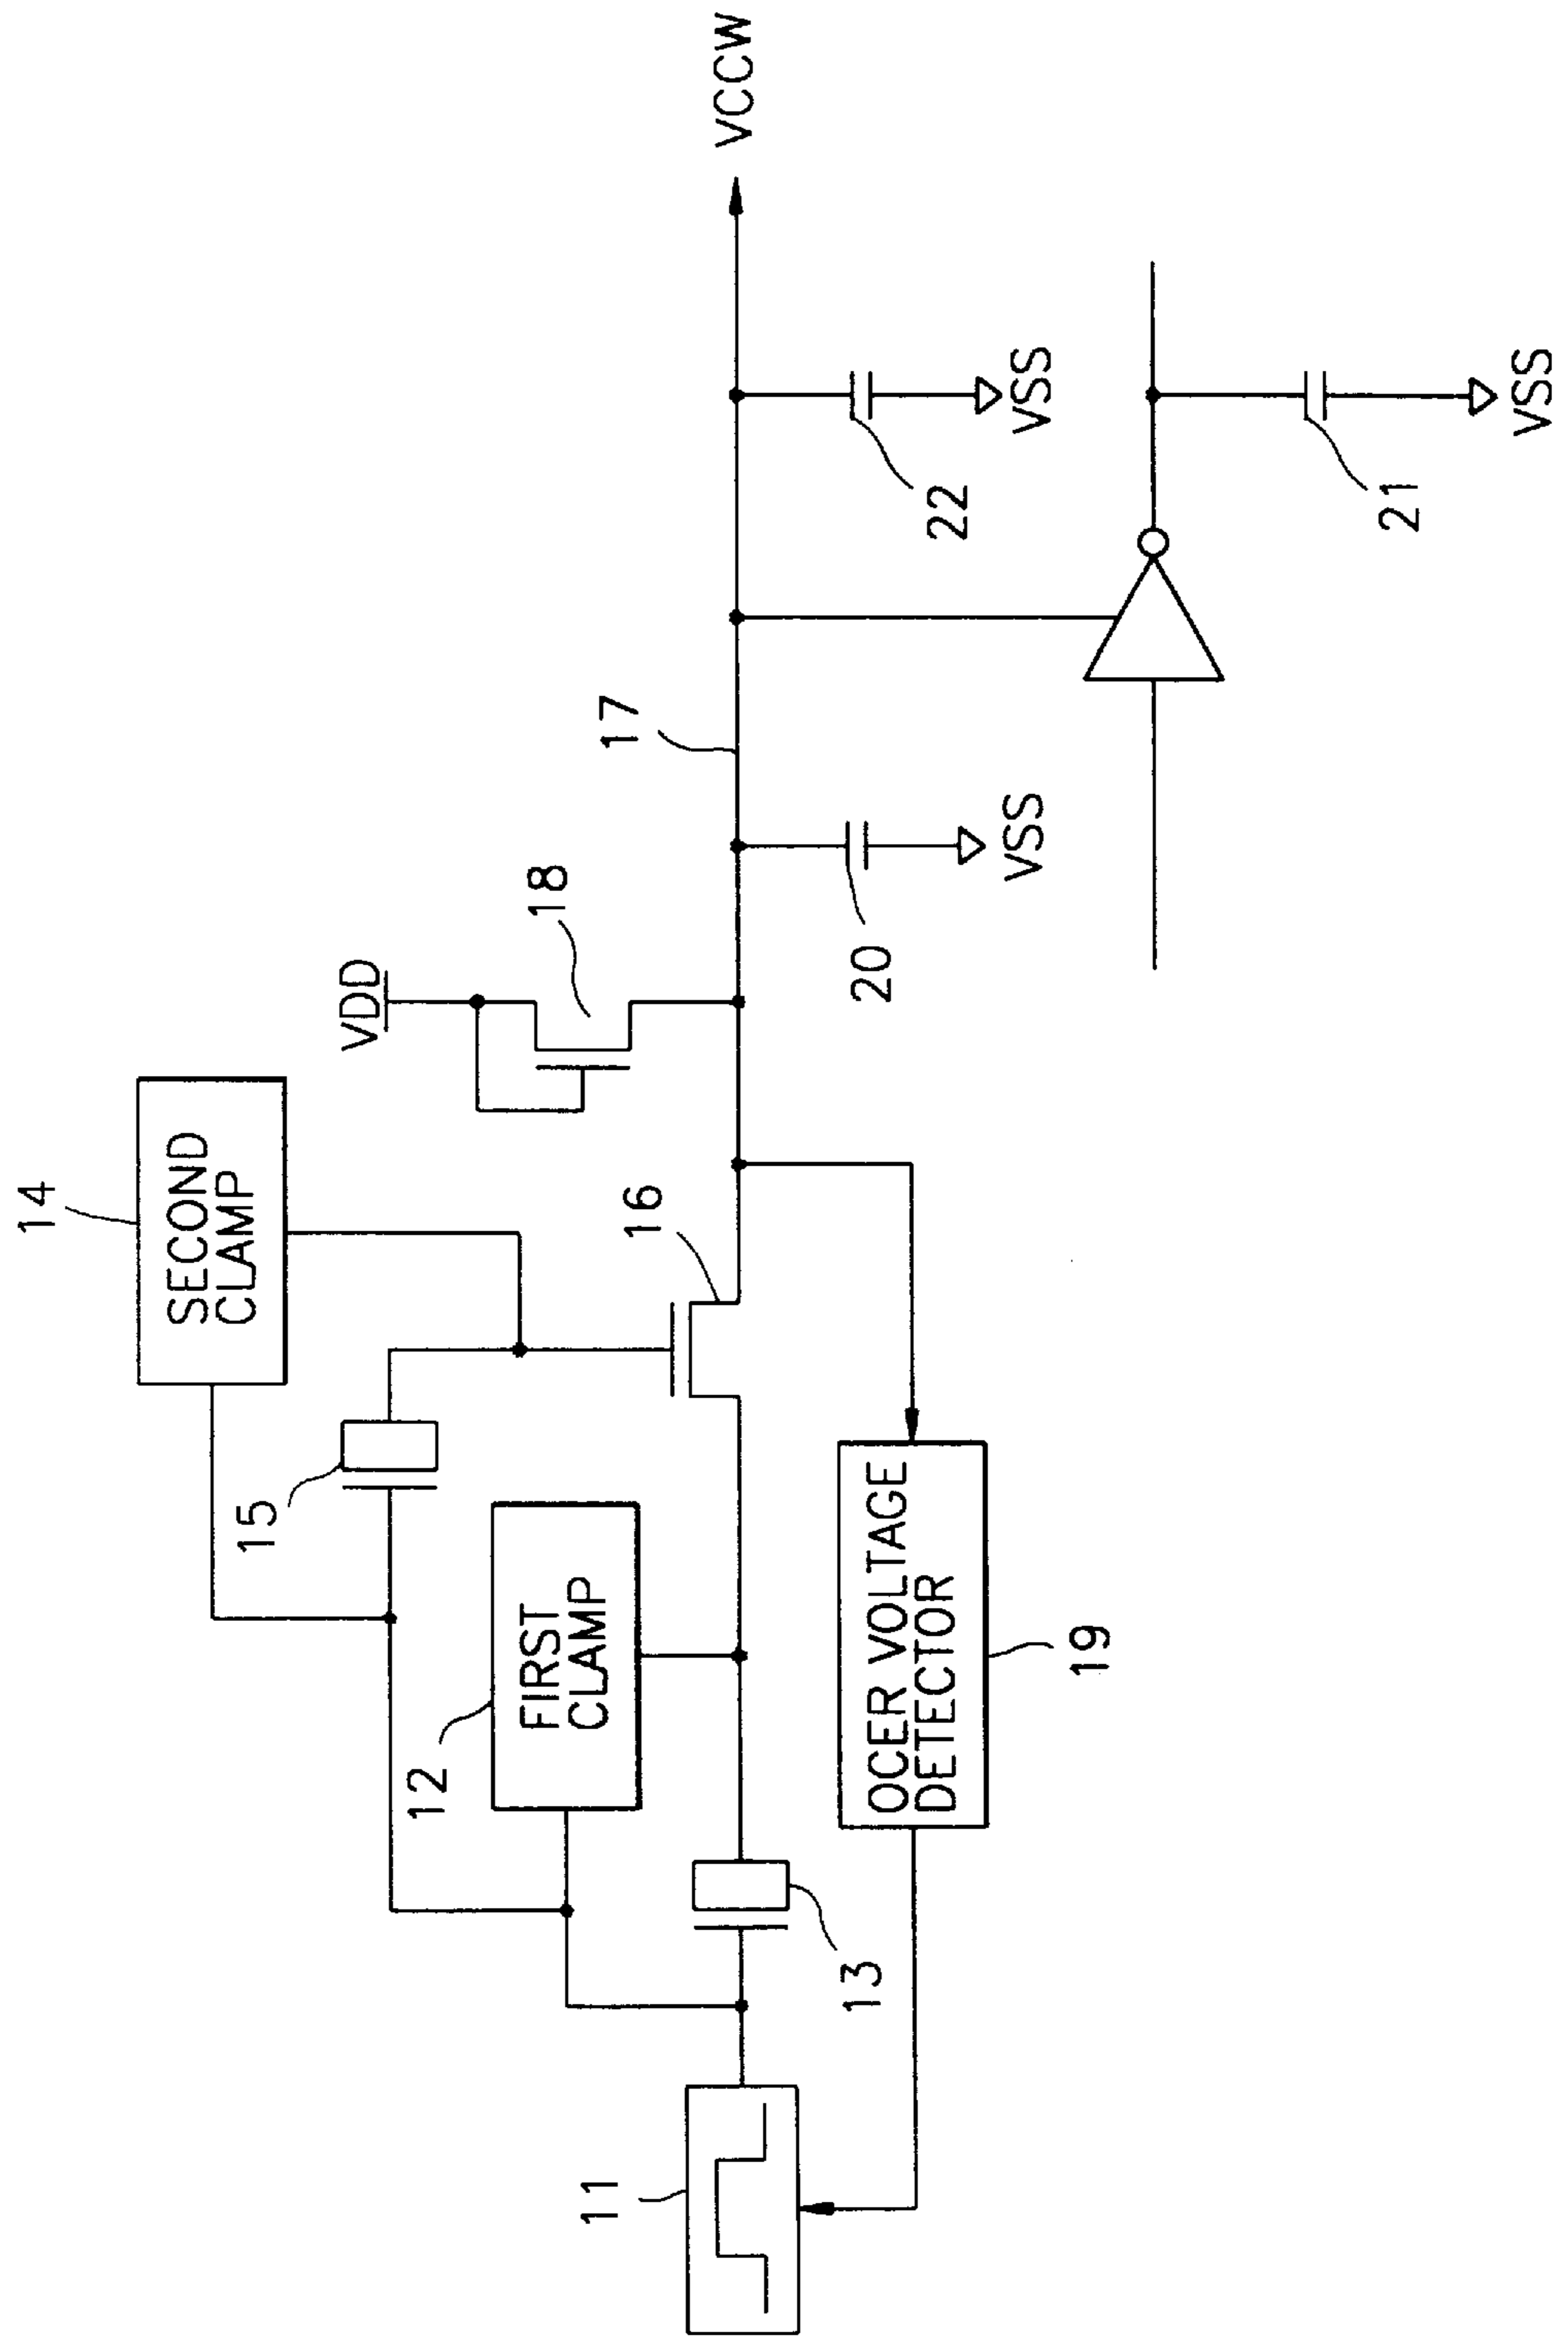 14
SECOND
CLAMP
15
VDD
18
12
FIRST
CLAMP
16
17
VCCW
11
13
OCER VOLTAGE
DETECTOR
19
20
VSS
22
VSS
21
VSS